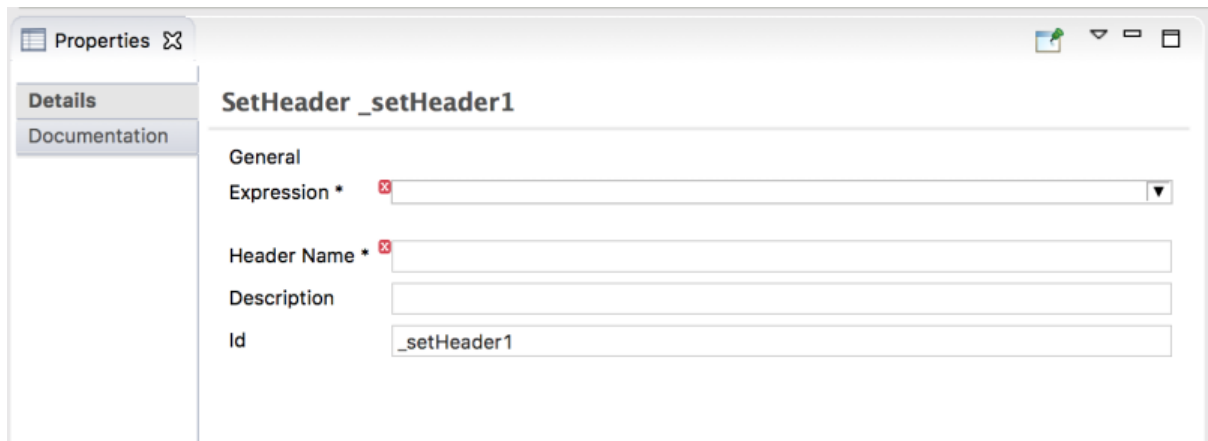 Properties
Details
Documentation
SetHeader _setHeader1
General
Expression *
Header Name *
Description
Id
_setHeader1